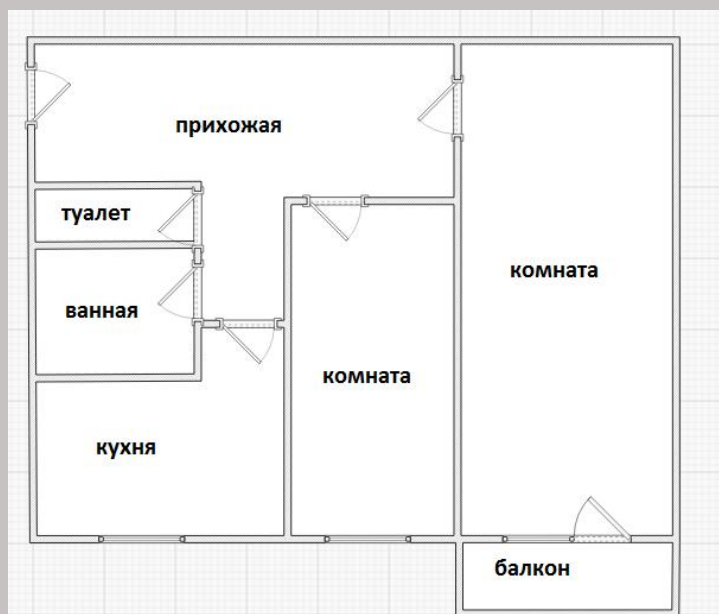 прихожая
туалет
комната
ванная
комната
кухня
балкон